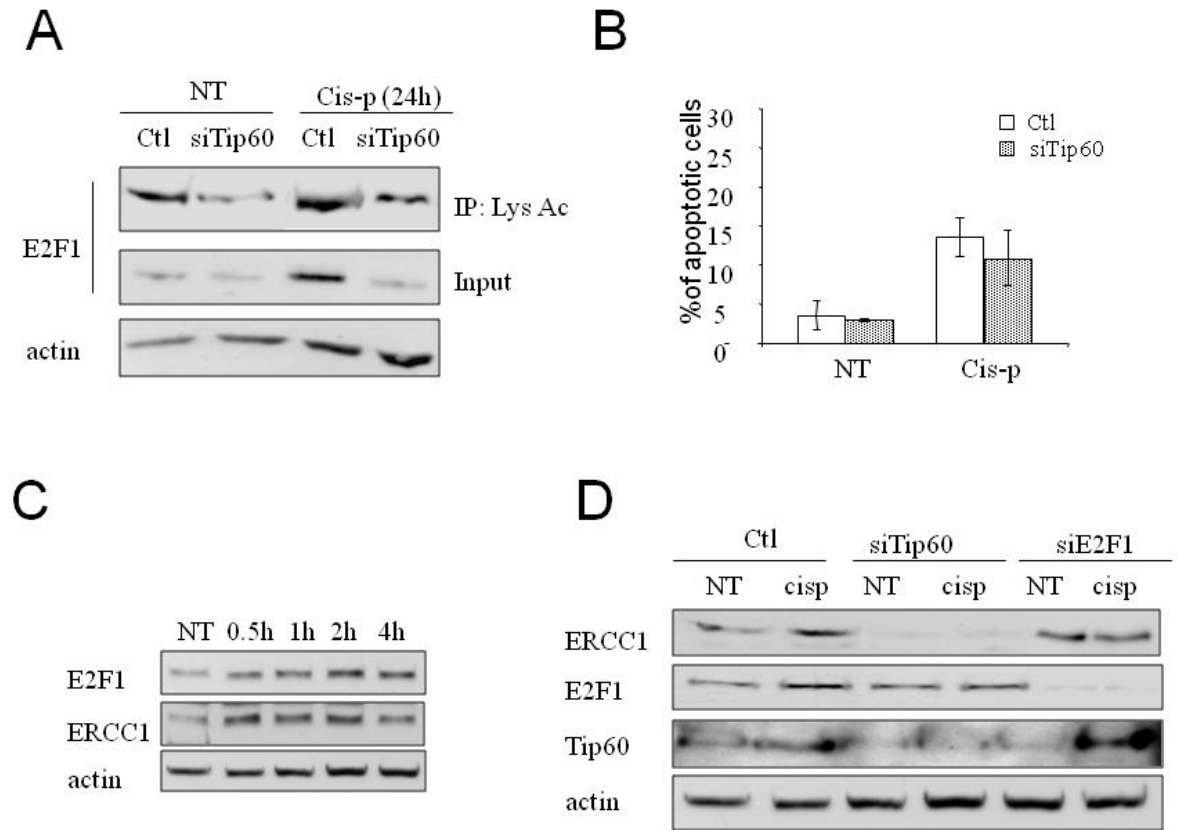 A
NT Cis-p (24h)
Ctl siTip60 Ctl siTip60
E2F1
IP: Lys Ac
Input
actin
B
%of apoptotic cells
30
25
20
15
10
5
0
Ctl
siTip60
NT Cis-p
C
NT 0.5h 1h 2h 4h
E2F1
ERCC1
actin
D
Ctl siTip60 siE2F1
NT cisp NT cisp NT cisp
ERCC1
E2F1
Tip60
actin